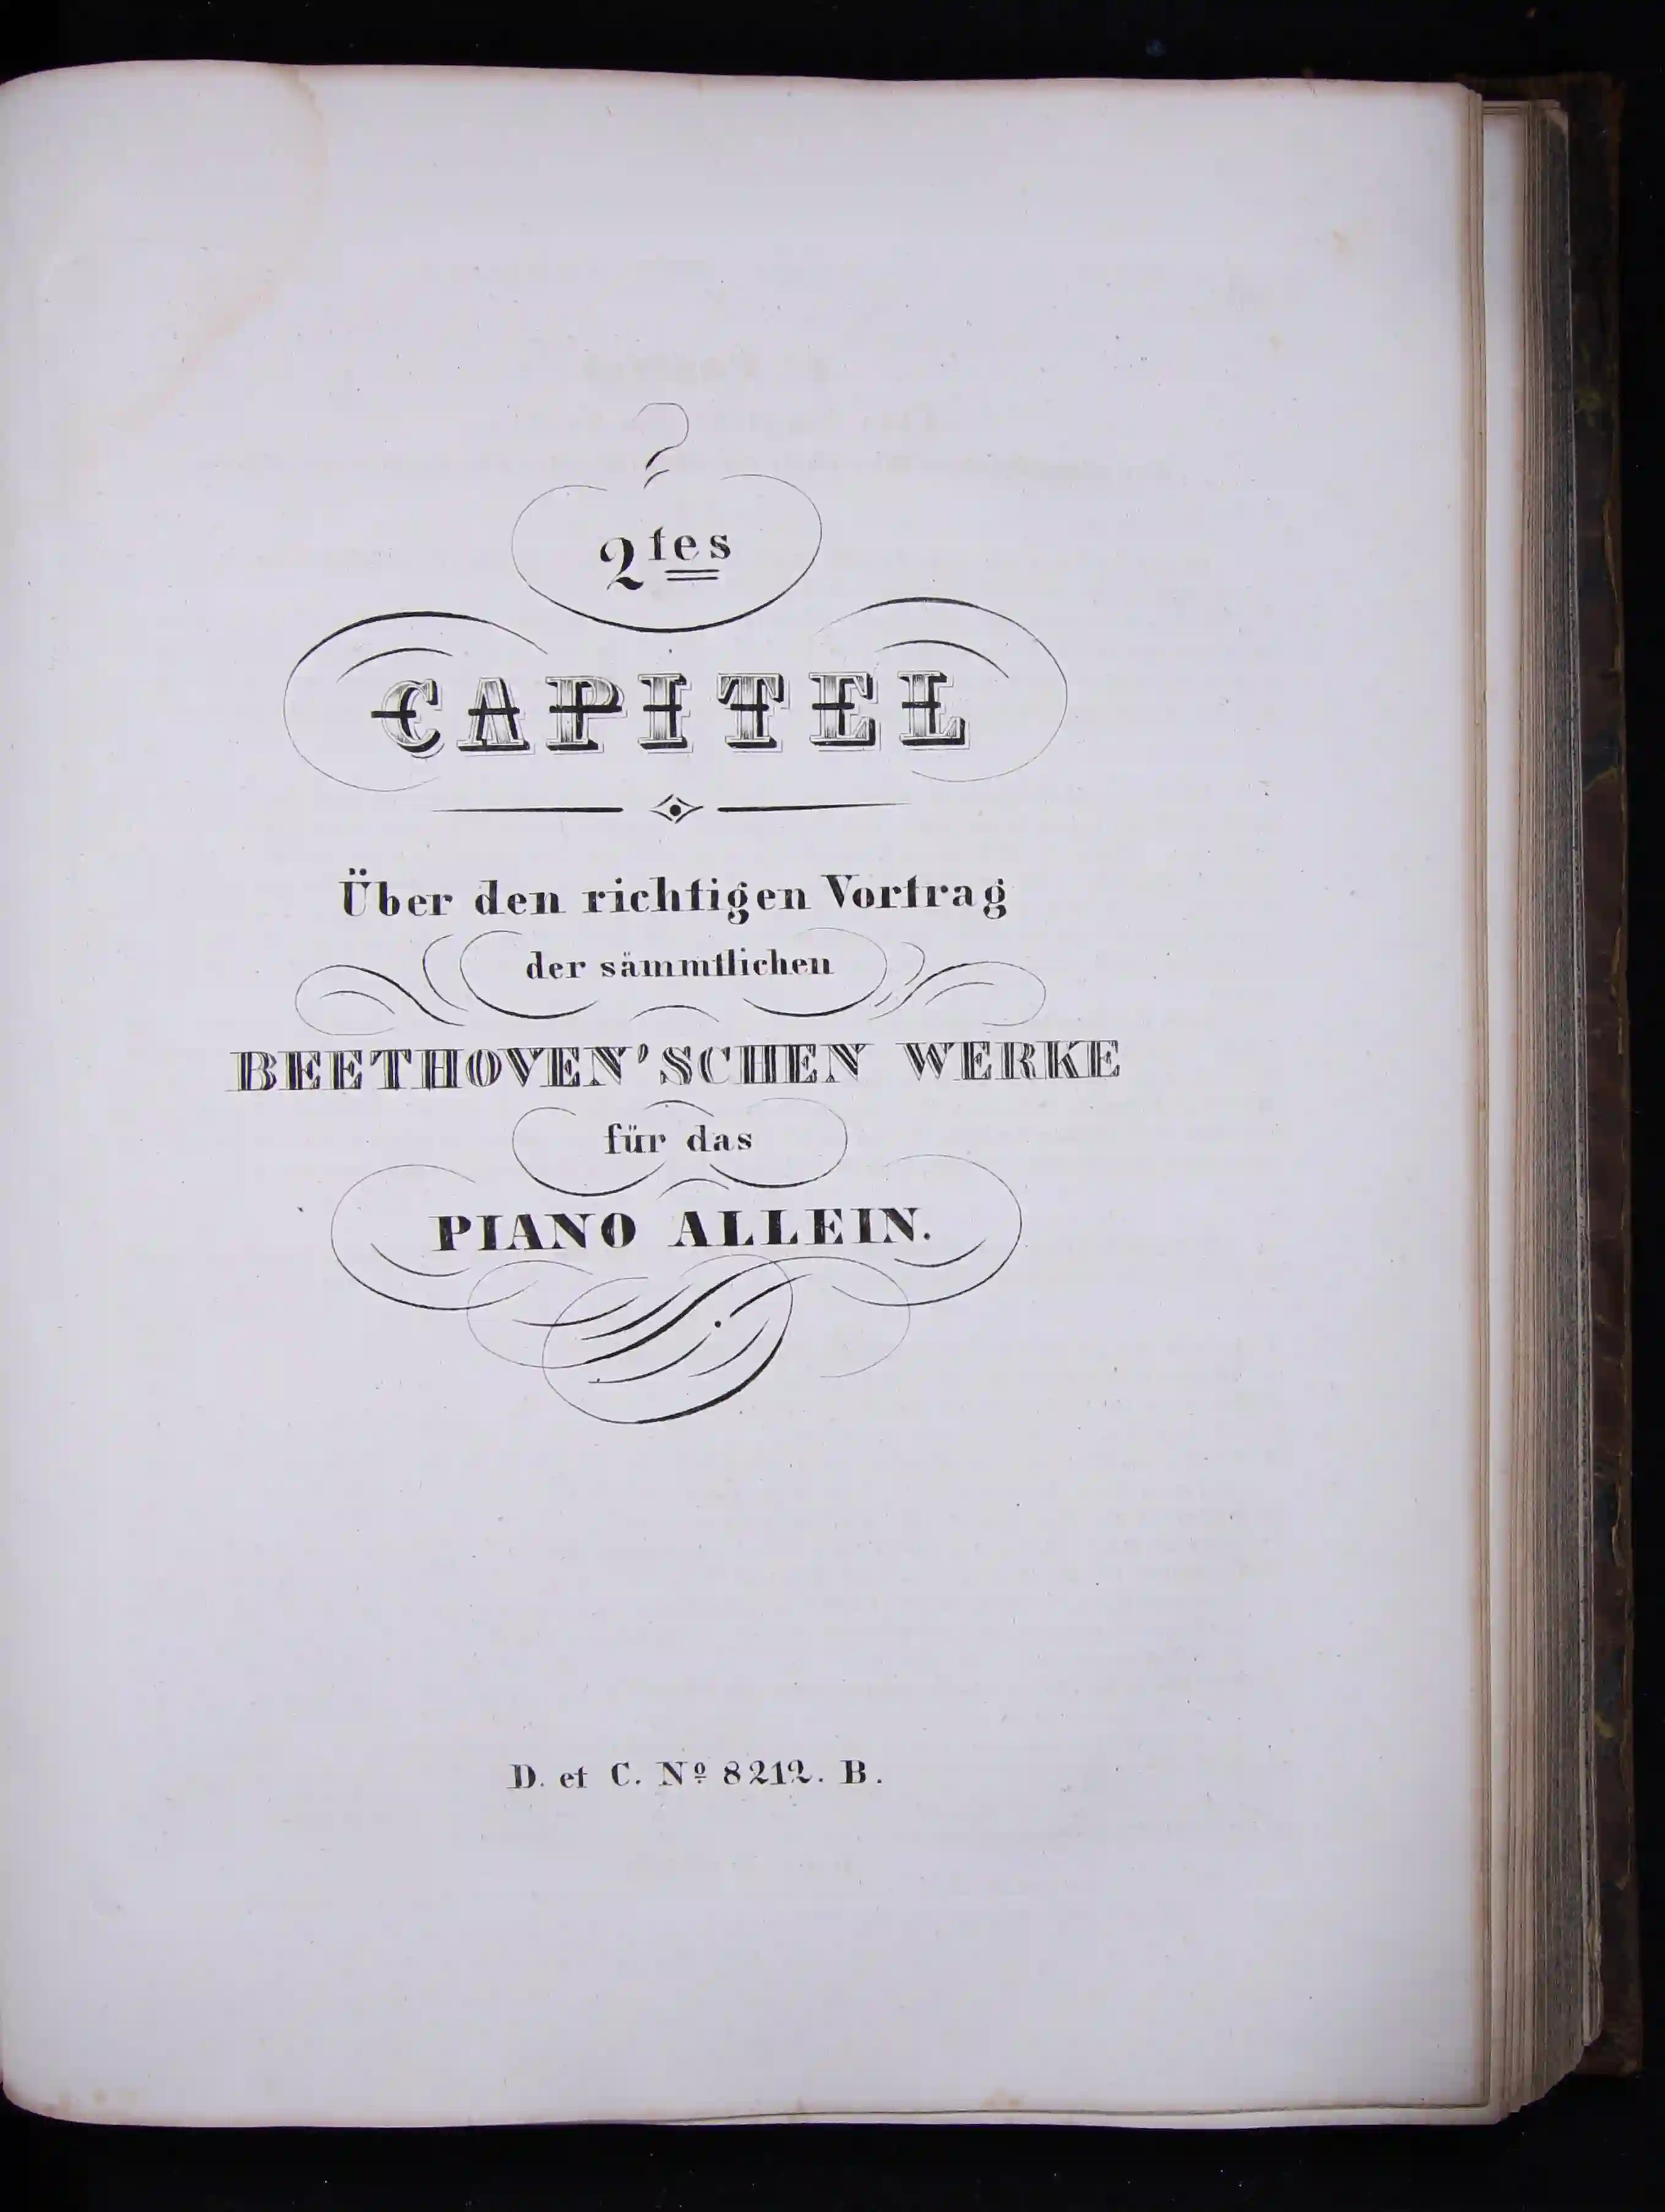 2tes
CAPITEL
Über den richtigen Vortrag
der sämmtlichen
BEETHOVEN'SCHEN WERKE
für das
PIANO ALLEIN.
D. et C. Nº 8212. B.